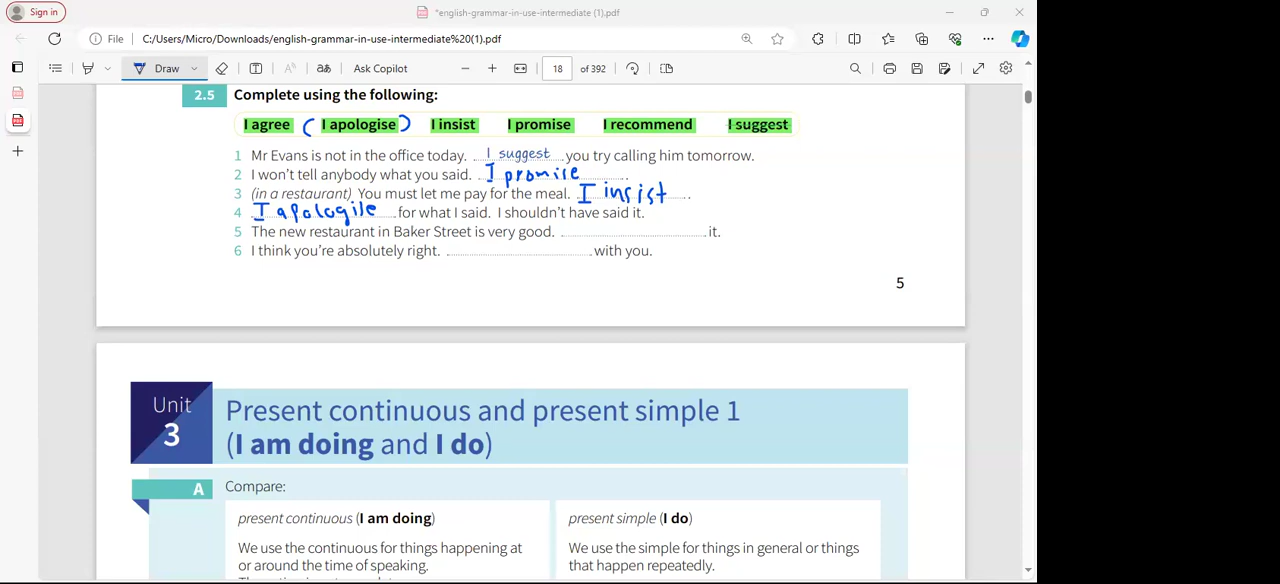 Sign in
*english-grammar-in-use-intermediate (1).pdf
File C:/Users/Micro/Downloads/english-grammar-in-use-intermediate%20(1).pdf
Draw Ask Copilot 18 of 392
2.5 Complete using the following:
I agree (I apologise) I insist I promise I recommend I suggest
1 Mr Evans is not in the office today. I suggest you try calling him tomorrow.
2 I won't tell anybody what you said. I promise.
3 (in a restaurant) You must let me pay for the meal. I insist.
4 I apologile for what I said. I shouldn't have said it.
5 The new restaurant in Baker Street is very good. it.
6 I think you're absolutely right. with you.
5
Unit
3
Present continuous and present simple 1
(I am doing and I do)
A Compare:
present continuous (I am doing)
We use the continuous for things happening at
or around the time of speaking.
present simple (I do)
We use the simple for things in general or things
that happen repeatedly.